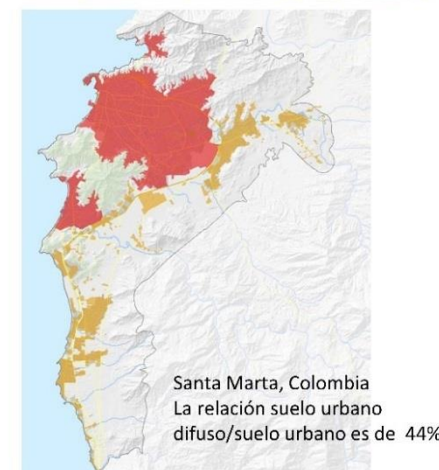 Santa Marta, Colombia
La relación suelo urbano
difuso/suelo urbano es de 44%